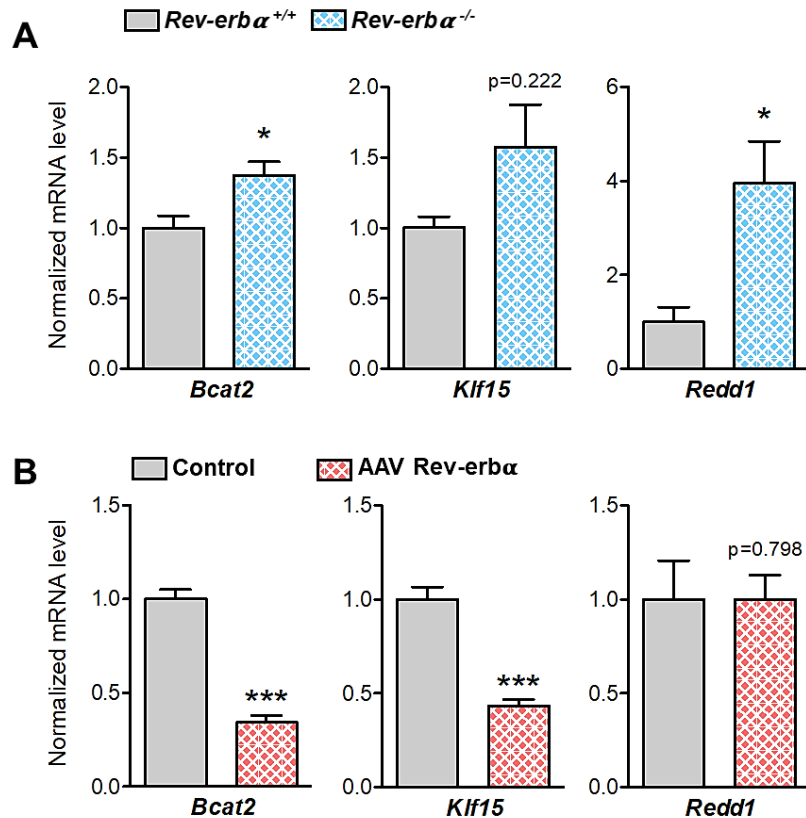 Rev-erbα+/+ Rev-erbα-/-
A
Normalized mRNA level
2.0
1.5
1.0
0.5
0.0
*
Bcat2
2.0
1.5
1.0
0.5
0.0
p=0.222
Klf15
6
4
2
0
*
Redd1
Control AAV Rev-erbα
B
Normalized mRNA level
1.5
1.0
0.5
0.0
***
Bcat2
1.5
1.0
0.5
0.0
***
Klf15
1.5
1.0
0.5
0.0
p=0.798
Redd1